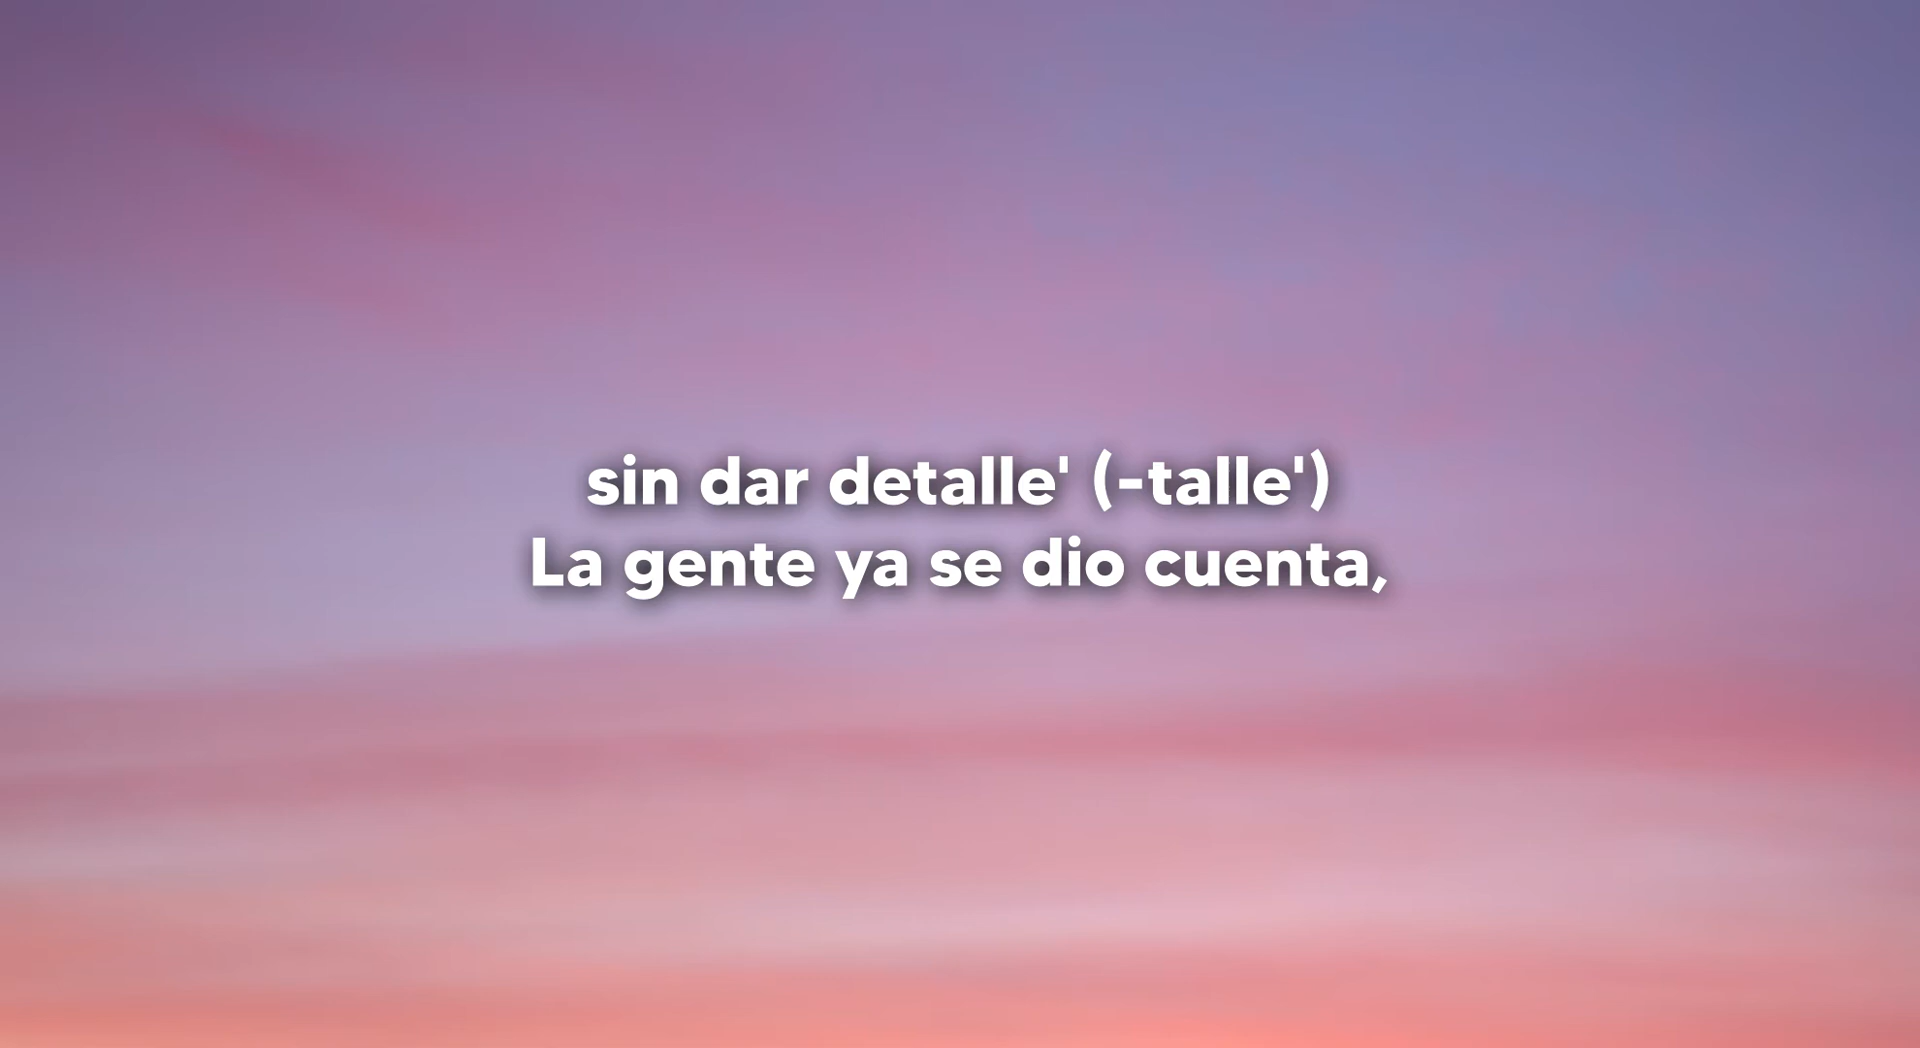 sin dar detalle' (-talle')
La gente ya se dio cuenta,